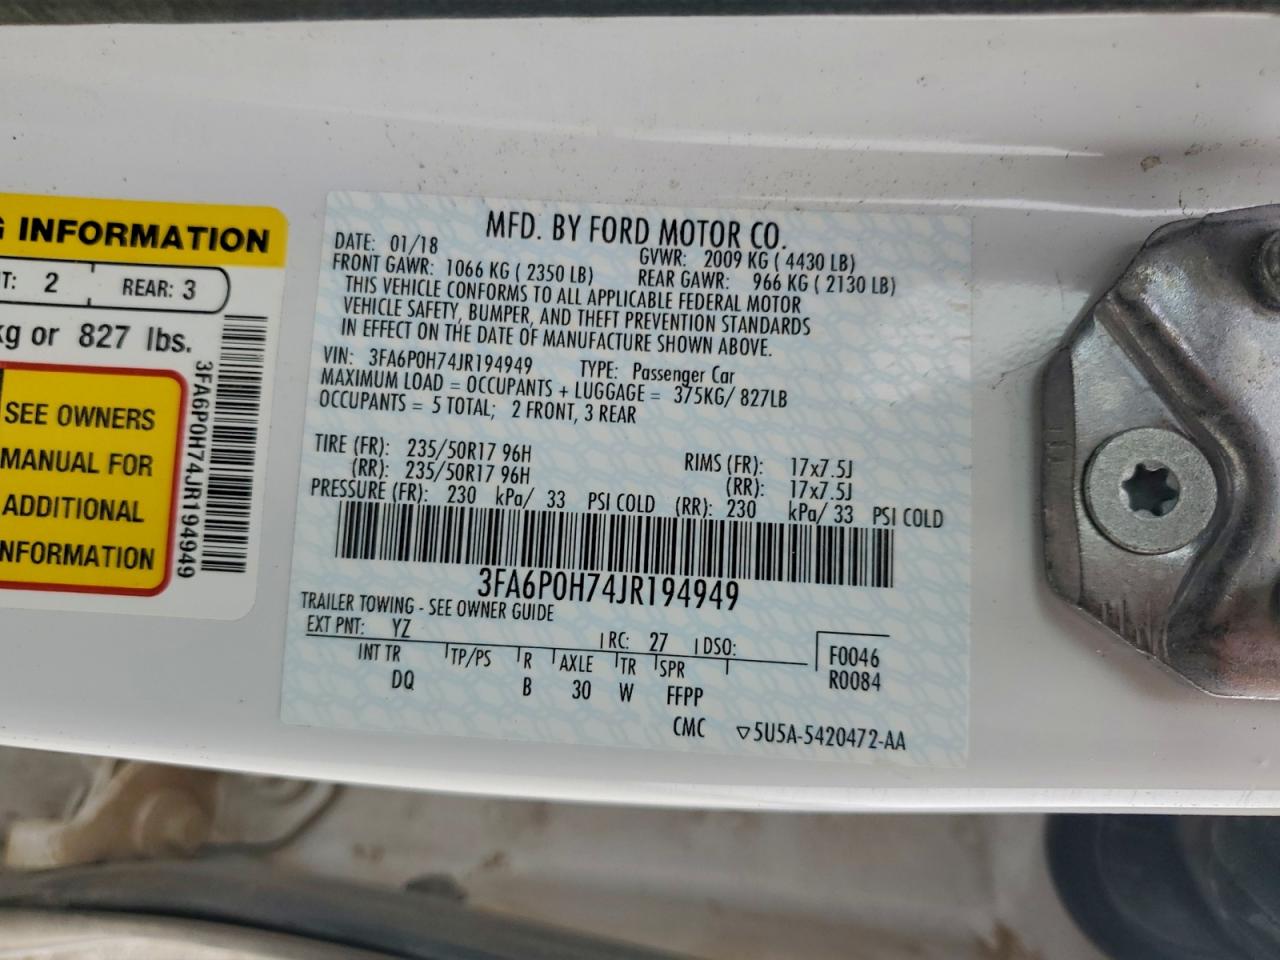 G INFORMATION
T: 2 REAR: 3
kg or 827 lbs.
SEE OWNERS
MANUAL FOR
ADDITIONAL
INFORMATION
3FA6P0H74JR194949
MFD. BY FORD MOTOR CO.
DATE: 01/18 GVWR: 2009 KG ( 4430 LB)
FRONT GAWR: 1066 KG ( 2350 LB) REAR GAWR: 966 KG ( 2130 LB)
THIS VEHICLE CONFORMS TO ALL APPLICABLE FEDERAL MOTOR
VEHICLE SAFETY, BUMPER, AND THEFT PREVENTION STANDARDS
IN EFFECT ON THE DATE OF MANUFACTURE SHOWN ABOVE.
VIN: 3FA6P0H74JR194949 TYPE: Passenger Car
MAXIMUM LOAD = OCCUPANTS + LUGGAGE = 375KG/ 827LB
OCCUPANTS = 5 TOTAL; 2 FRONT, 3 REAR
TIRE (FR): 235/50R17 96H RIMS (FR): 17x7.5J
(RR): 235/50R17 96H (RR): 17x7.5J
PRESSURE (FR): 230 kPa/ 33 PSI COLD (RR): 230 kPa/ 33 PSI COLD
3FA6P0H74JR194949
TRAILER TOWING - SEE OWNER GUIDE
EXT PNT: YZ RC: 27 DSO: F0046
INT TR TP/PS R AXLE TR SPR R0084
DQ B 30 W FFPP
CMC ▽5U5A-5420472-AA